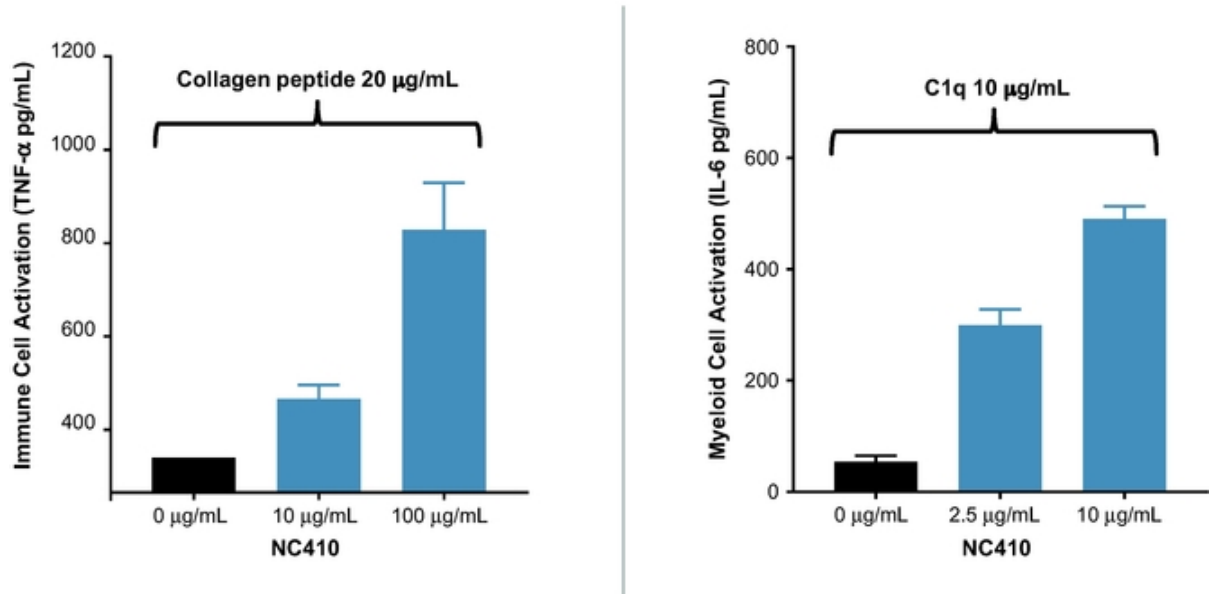 Immune Cell Activation (TNF-α pg/mL)
1200
1000
800
600
400
Collagen peptide 20 μg/mL
0 μg/mL
10 μg/mL
100 μg/mL
NC410
Myeloid Cell Activation (IL-6 pg/mL)
800
600
400
200
0
C1q 10 μg/mL
0 μg/mL
2.5 μg/mL
10 μg/mL
NC410